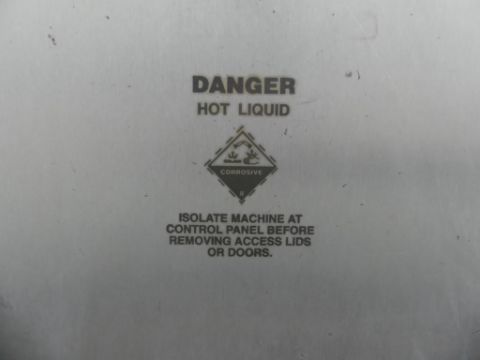 DANGER
HOT LIQUID
CORROSIVE
8
ISOLATE MACHINE AT
CONTROL PANEL BEFORE
REMOVING ACCESS LIDS
OR DOORS.